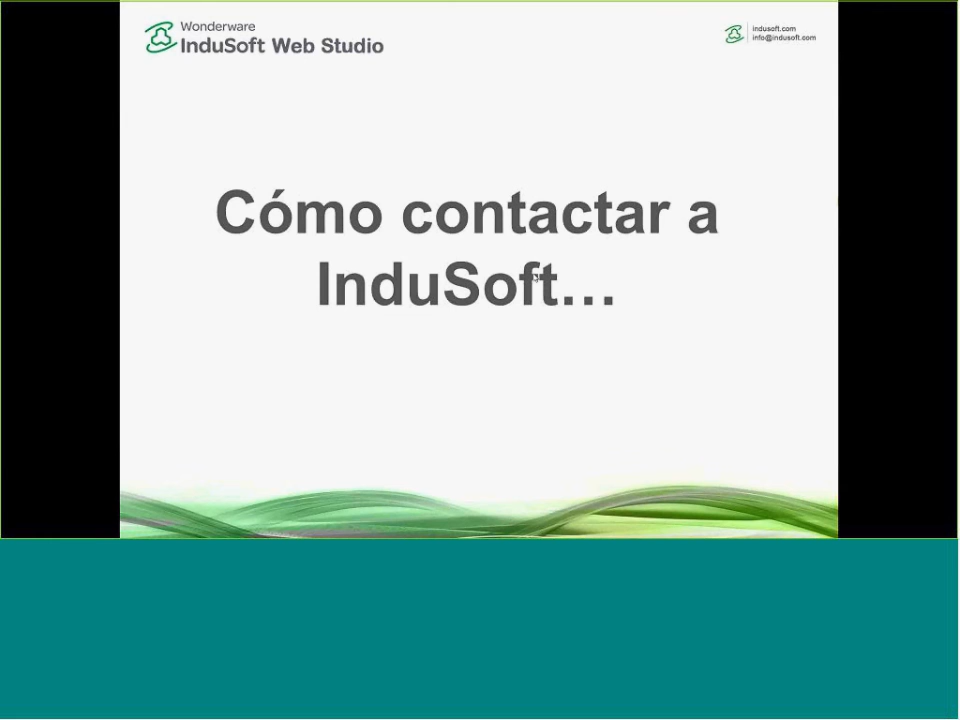 Wonderware
InduSoft Web Studio
indusoft.com
info@indusoft.com
Cómo contactar a
InduSoft...